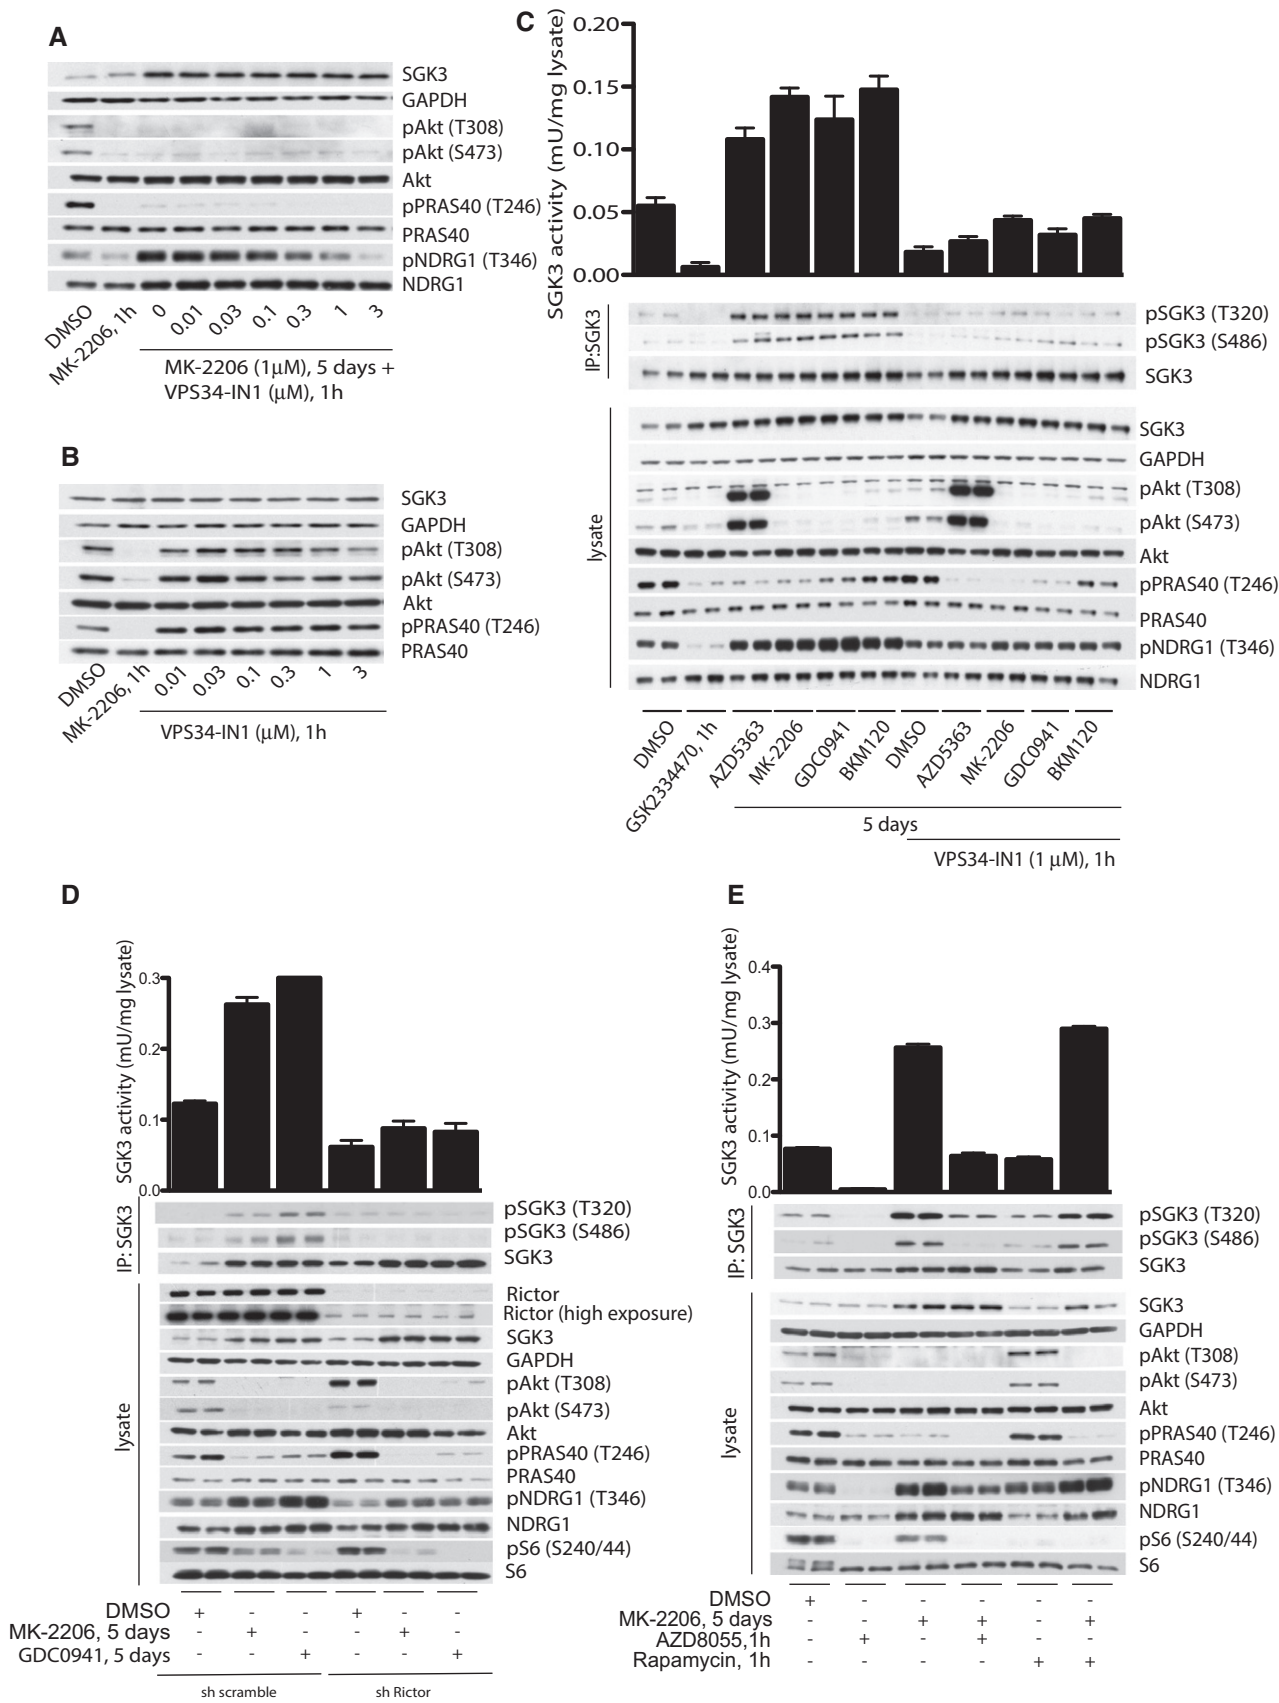 A
SGK3
GAPDH
pAkt (T308)
pAkt (S473)
Akt
pPRAS40 (T246)
PRAS40
pNDRG1 (T346)
NDRG1
DMSO
MK-2206, 1h
0
0.01
0.03
0.1
0.3
1
3
MK-2206 (1μM), 5 days +
VPS34-IN1 (μM), 1h
B
SGK3
GAPDH
pAkt (T308)
pAkt (S473)
Akt
pPRAS40 (T246)
PRAS40
DMSO
MK-2206, 1h
0.01
0.03
0.1
0.3
1
3
VPS34-IN1 (μM), 1h
C
SGK3 activity (mU/mg lysate)
0.20
0.15
0.10
0.05
0.00
IP:SGK3
pSGK3 (T320)
pSGK3 (S486)
SGK3
lysate
SGK3
GAPDH
pAkt (T308)
pAkt (S473)
Akt
pPRAS40 (T246)
PRAS40
pNDRG1 (T346)
NDRG1
DMSO
GSK2334470, 1h
AZD5363
MK-2206
GDC0941
BKM120
DMSO
AZD5363
MK-2206
GDC0941
BKM120
5 days
VPS34-IN1 (1 μM), 1h
D
SGK3 activity (mU/mg lysate)
0.3
0.2
0.1
0.0
IP: SGK3
pSGK3 (T320)
pSGK3 (S486)
SGK3
lysate
Rictor
Rictor (high exposure)
SGK3
GAPDH
pAkt (T308)
pAkt (S473)
Akt
pPRAS40 (T246)
PRAS40
pNDRG1 (T346)
NDRG1
pS6 (S240/44)
S6
DMSO + - - + - -
MK-2206, 5 days - + - - + -
GDC0941, 5 days - - + - - +
sh scramble sh Rictor
E
SGK3 activity (mU/mg lysate)
0.4
0.3
0.2
0.1
0.0
IP: SGK3
pSGK3 (T320)
pSGK3 (S486)
SGK3
lysate
SGK3
GAPDH
pAkt (T308)
pAkt (S473)
Akt
pPRAS40 (T246)
PRAS40
pNDRG1 (T346)
NDRG1
pS6 (S240/44)
S6
DMSO + - - - - -
MK-2206, 5 days - - + + - +
AZD8055,1h - + - + - -
Rapamycin, 1h - - - - + +